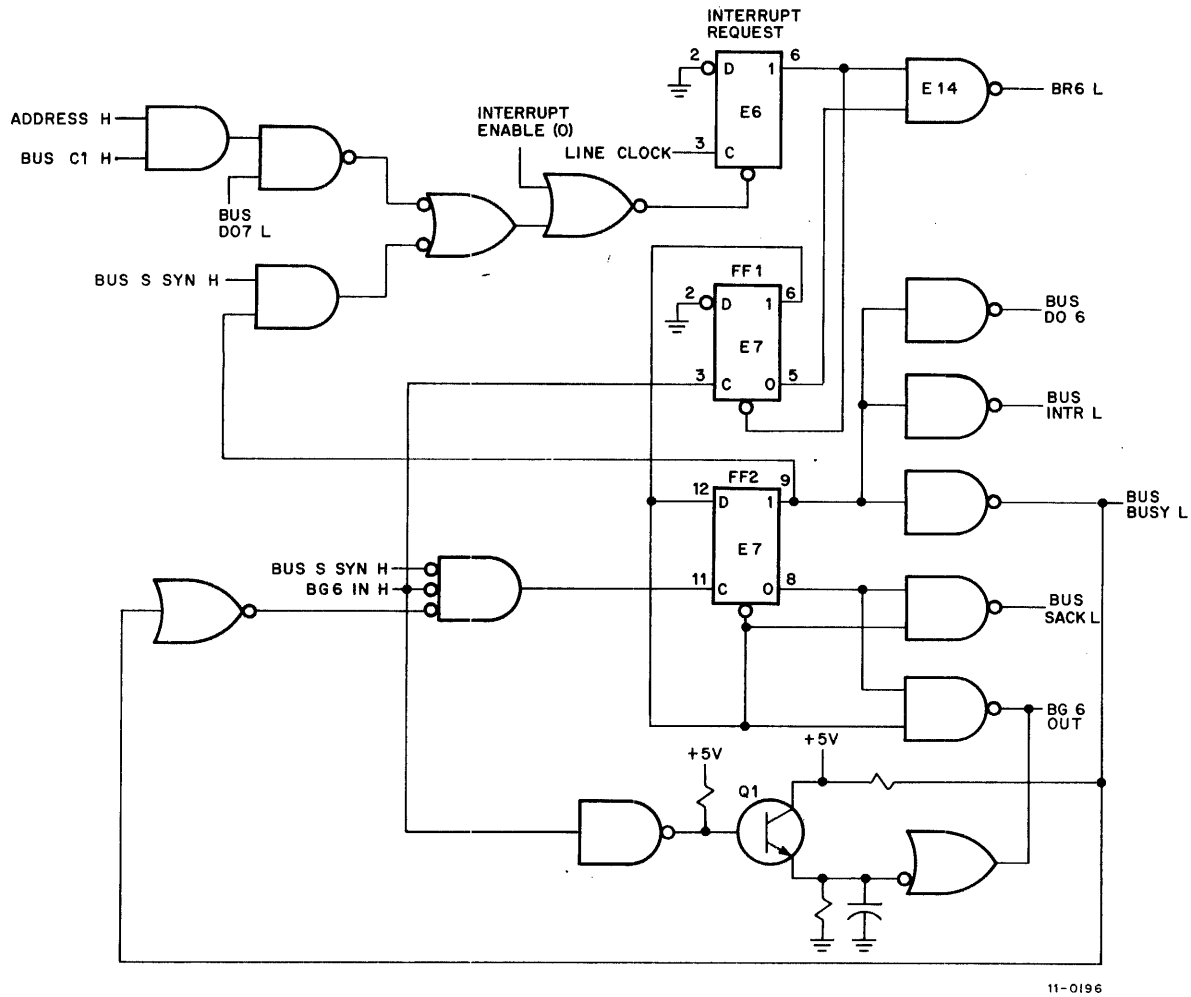 INTERRUPT
REQUEST
2
D
1
6
E6
3
C
E14
BR6 L
ADDRESS H
BUS C1 H
BUS
DO7 L
INTERRUPT
ENABLE (0)
LINE CLOCK
BUS S SYN H
FF1
2
D
1
6
E7
3
C
0
5
BUS
DO 6
BUS
INTR L
FF2
12
D
1
9
E7
11
C
0
8
BUS
BUSY L
BUS S SYN H
BG6 IN H
BUS
SACK L
BG 6
OUT
+5V
+5V
Q1
11-0196